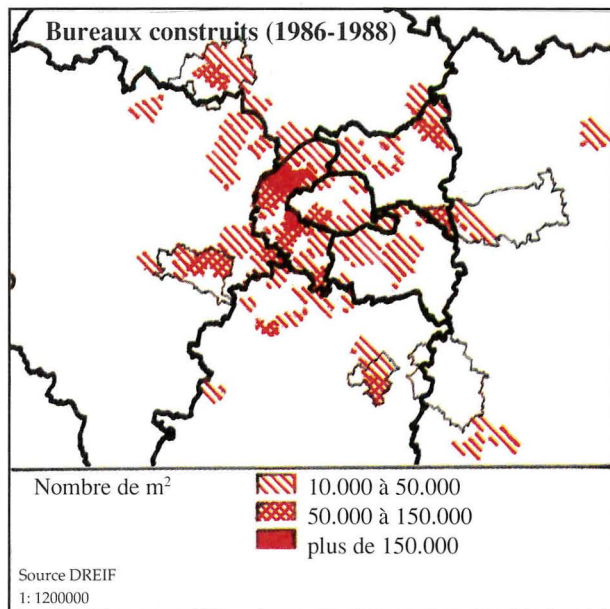 Bureaux construits (1986-1988)
Nombre de m²
10.000 à 50.000
50.000 à 150.000
plus de 150.000
Source DREIF
1: 1200000